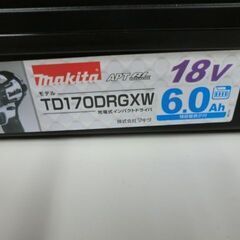 makita
APT
18V
モデル
TD170DRGXW
充電式インパクトドライバ
6.0Ah
株式会社マキタ